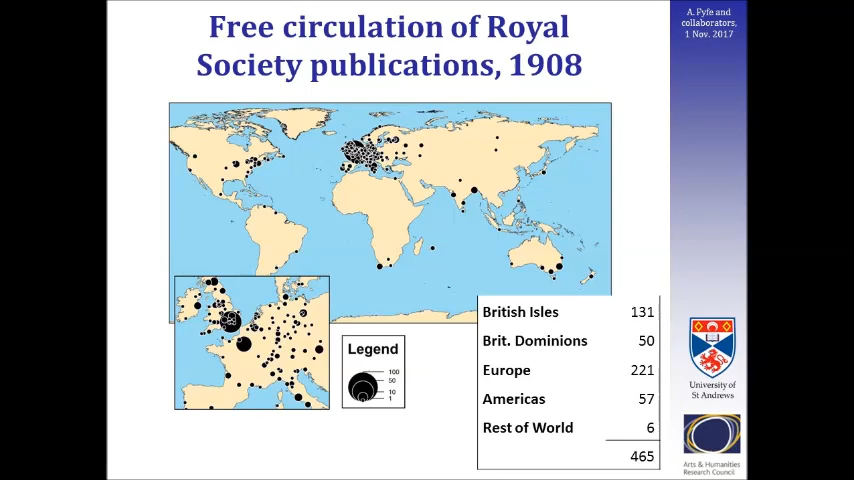 Free circulation of Royal
Society publications, 1908
A. Fyfe and
collaborators,
1 Nov. 2017
Legend
100
50
10
1
British Isles 131
Brit. Dominions 50
Europe 221
Americas 57
Rest of World 6
465
University of
St Andrews
Arts & Humanities
Research Council